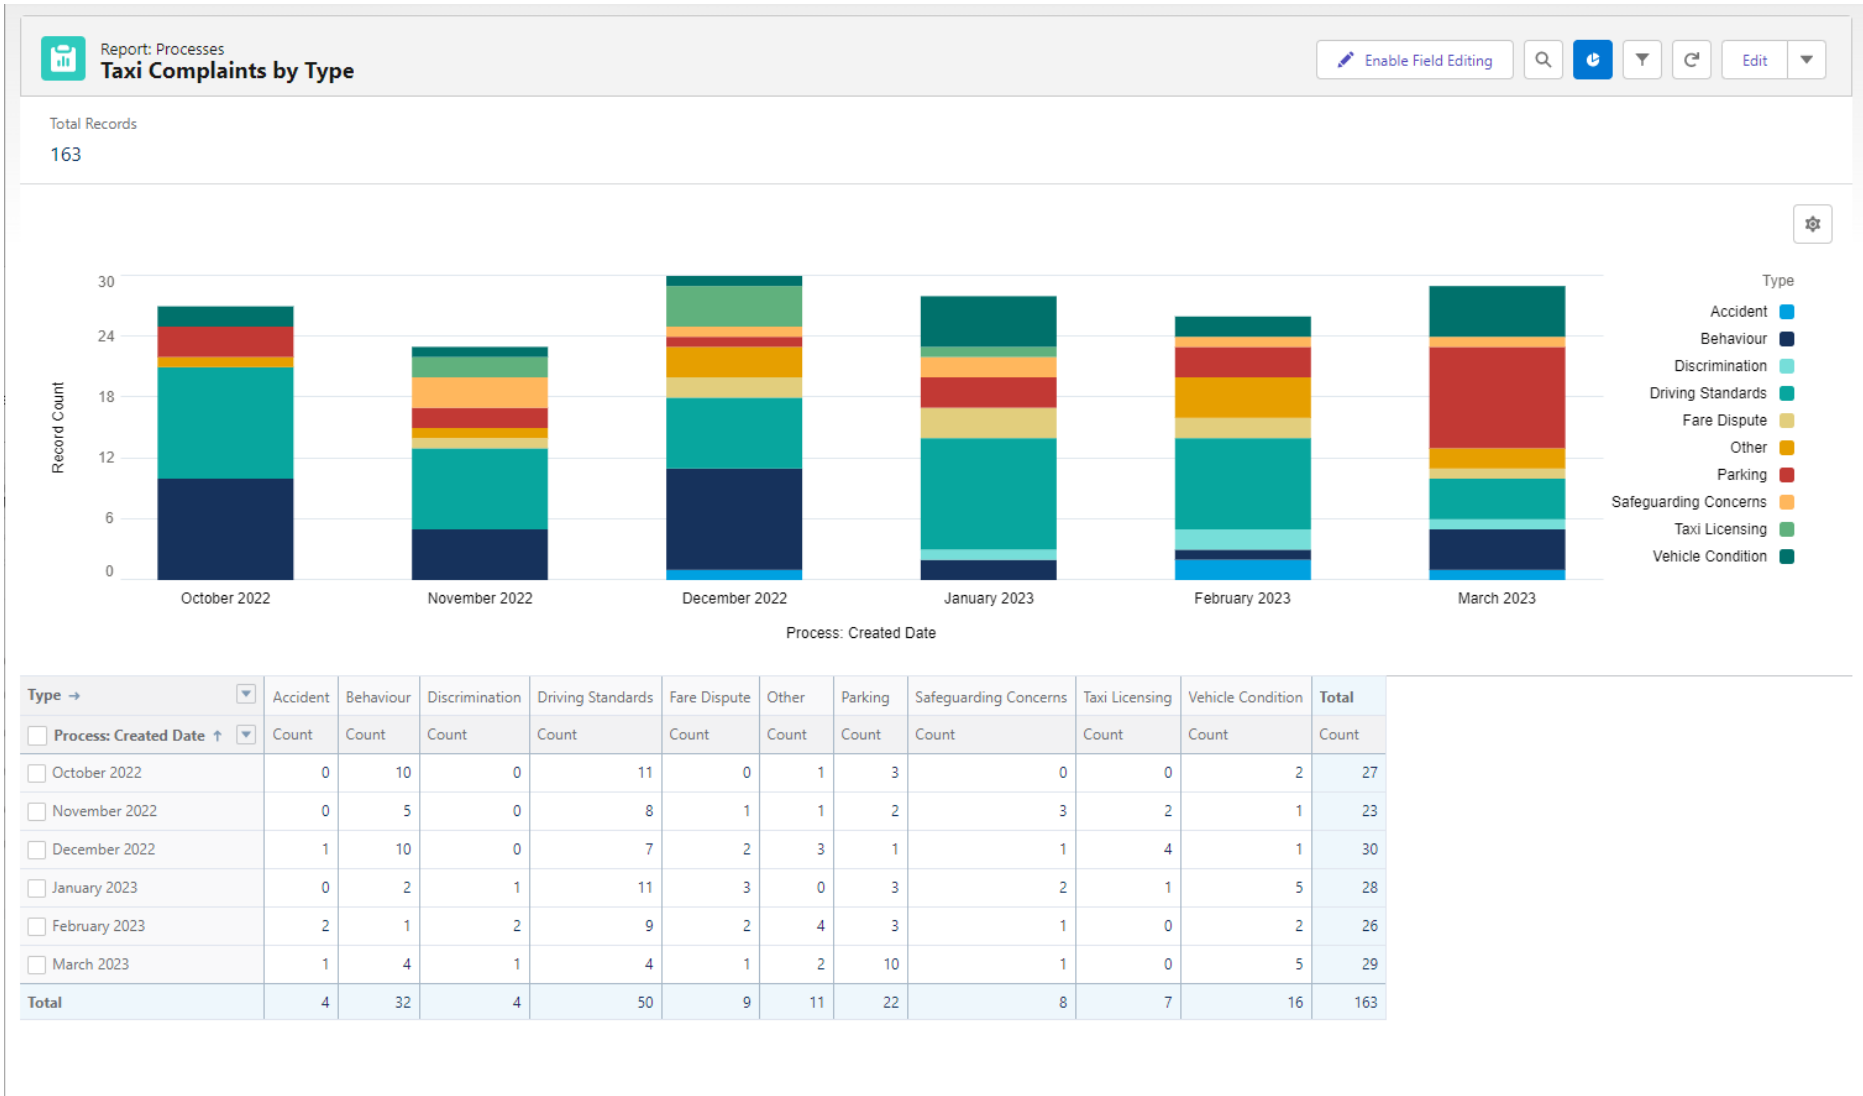 Report: Processes
Taxi Complaints by Type
Enable Field Editing
Edit
Total Records
163
30
24
18
12
6
0
Record Count
October 2022 November 2022 December 2022 January 2023 February 2023 March 2023
Process: Created Date
Type
Accident
Behaviour
Discrimination
Driving Standards
Fare Dispute
Other
Parking
Safeguarding Concerns
Taxi Licensing
Vehicle Condition
Type → Accident Behaviour Discrimination Driving Standards Fare Dispute Other Parking Safeguarding Concerns Taxi Licensing Vehicle Condition Total
Process: Created Date ↑ Count Count Count Count Count Count Count Count Count Count Count
October 2022 0 10 0 11 0 1 3 0 0 2 27
November 2022 0 5 0 8 1 1 2 3 2 1 23
December 2022 1 10 0 7 2 3 1 1 4 1 30
January 2023 0 2 1 11 3 0 3 2 1 5 28
February 2023 2 1 2 9 2 4 3 1 0 2 26
March 2023 1 4 1 4 1 2 10 1 0 5 29
Total 4 32 4 50 9 11 22 8 7 16 163